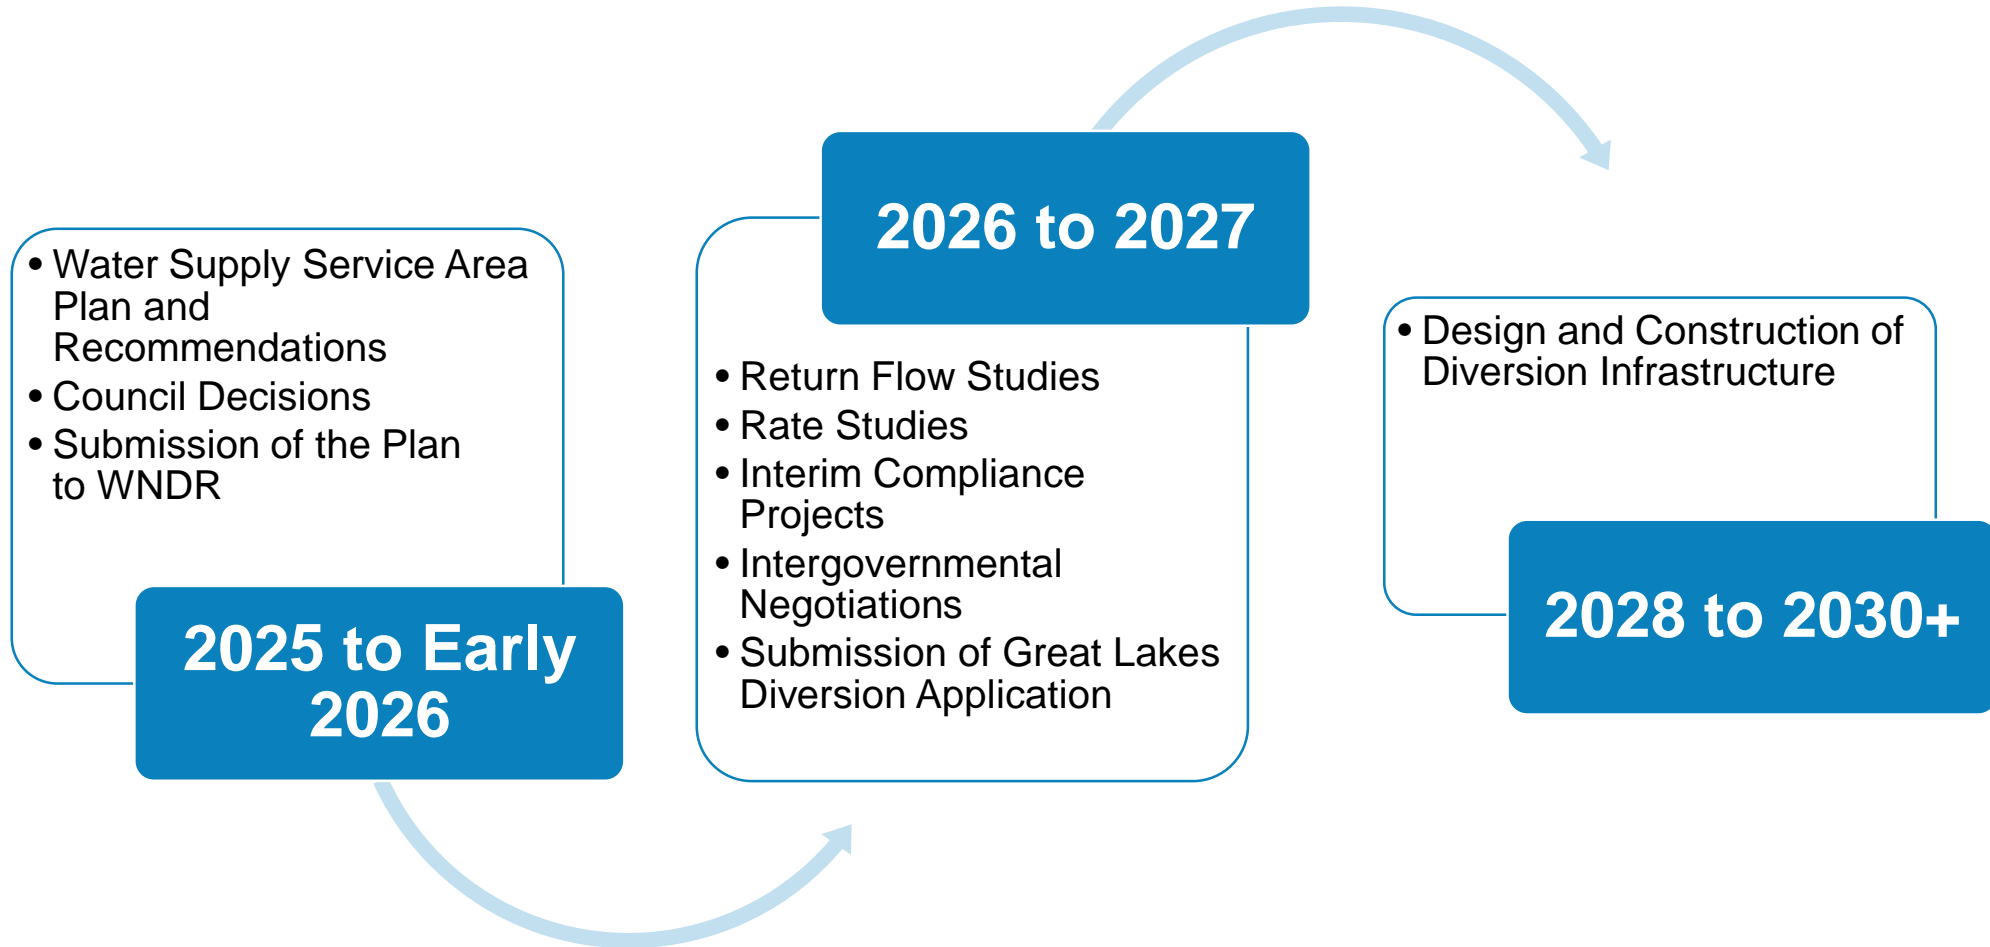 • Water Supply Service Area
Plan and
Recommendations
• Council Decisions
• Submission of the Plan
to WNDR
2025 to Early
2026
2026 to 2027
• Return Flow Studies
• Rate Studies
• Interim Compliance
Projects
• Intergovernmental
Negotiations
• Submission of Great Lakes
Diversion Application
• Design and Construction of
Diversion Infrastructure
2028 to 2030+